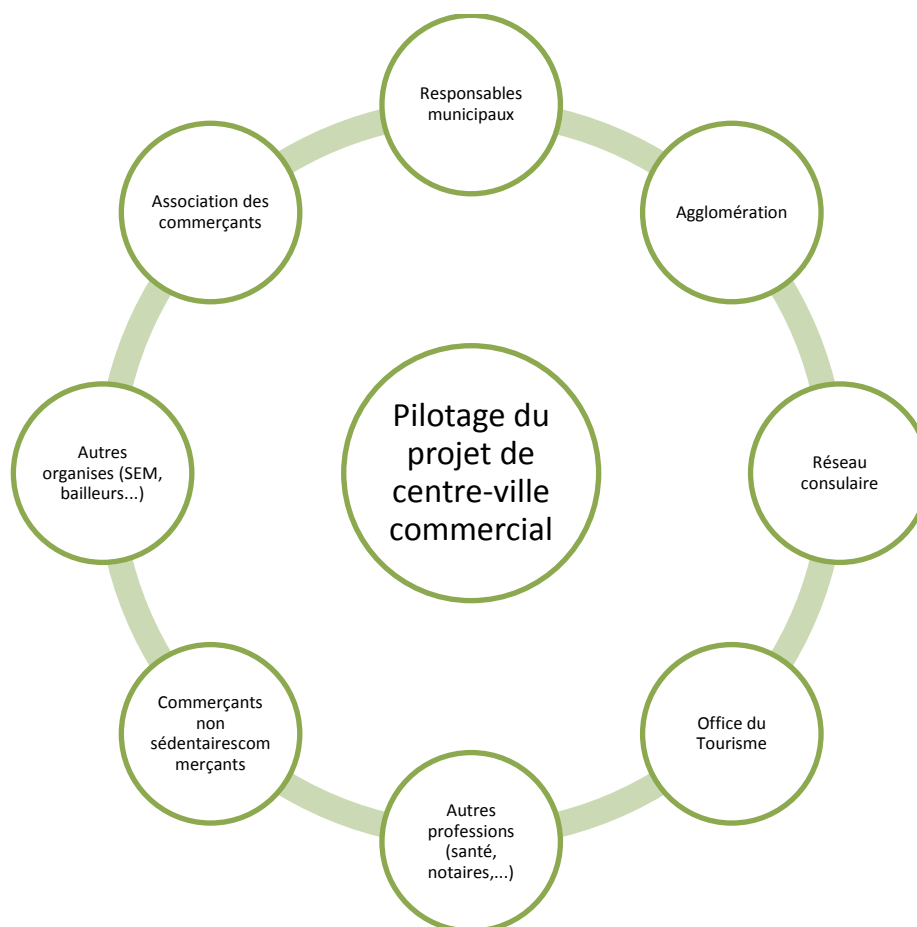 Responsables
municipaux
Agglomération
Réseau
consulaire
Office du
Tourisme
Autres
professions
(santé,
notaires,...)
Commerçants
non
sédentairescom
merçants
Autres
organises (SEM,
bailleurs...)
Association des
commerçants
Pilotage du
projet de
centre-ville
commercial